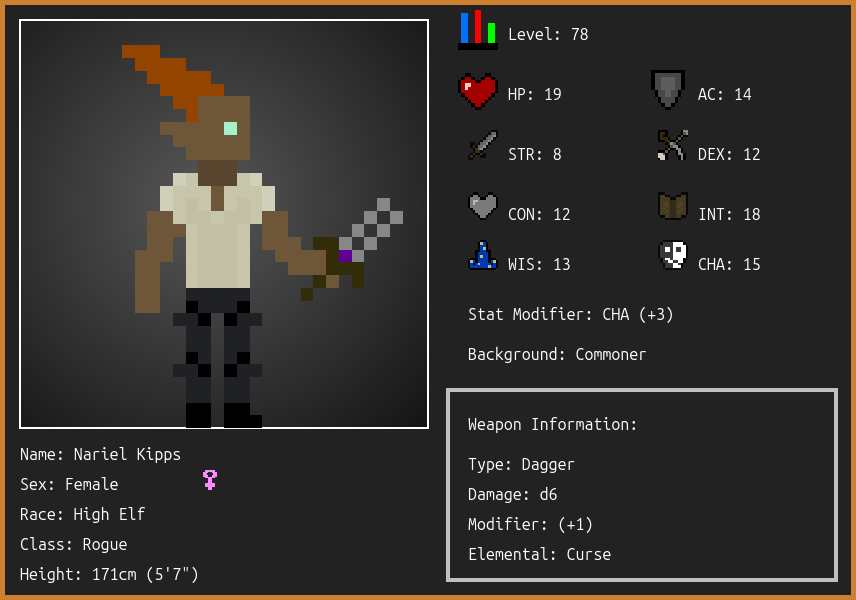 Level: 78
HP: 19
AC: 14
STR: 8
DEX: 12
CON: 12
INT: 18
WIS: 13
CHA: 15
Stat Modifier: CHA (+3)
Background: Commoner
Weapon Information:
Type: Dagger
Damage: d6
Modifier: (+1)
Elemental: Curse
Name: Nariel Kipps
Sex: Female
Race: High Elf
Class: Rogue
Height: 171cm (5'7")